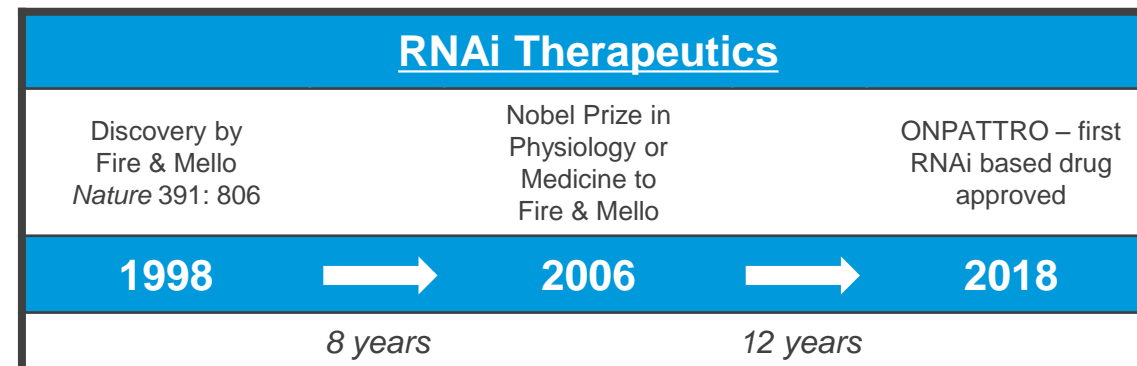 RNAi Therapeutics
Discovery by
Fire & Mello
Nature 391: 806
Nobel Prize in
Physiology or
Medicine to
Fire & Mello
ONPATTRO – first
RNAi based drug
approved
1998
2006
2018
8 years
12 years